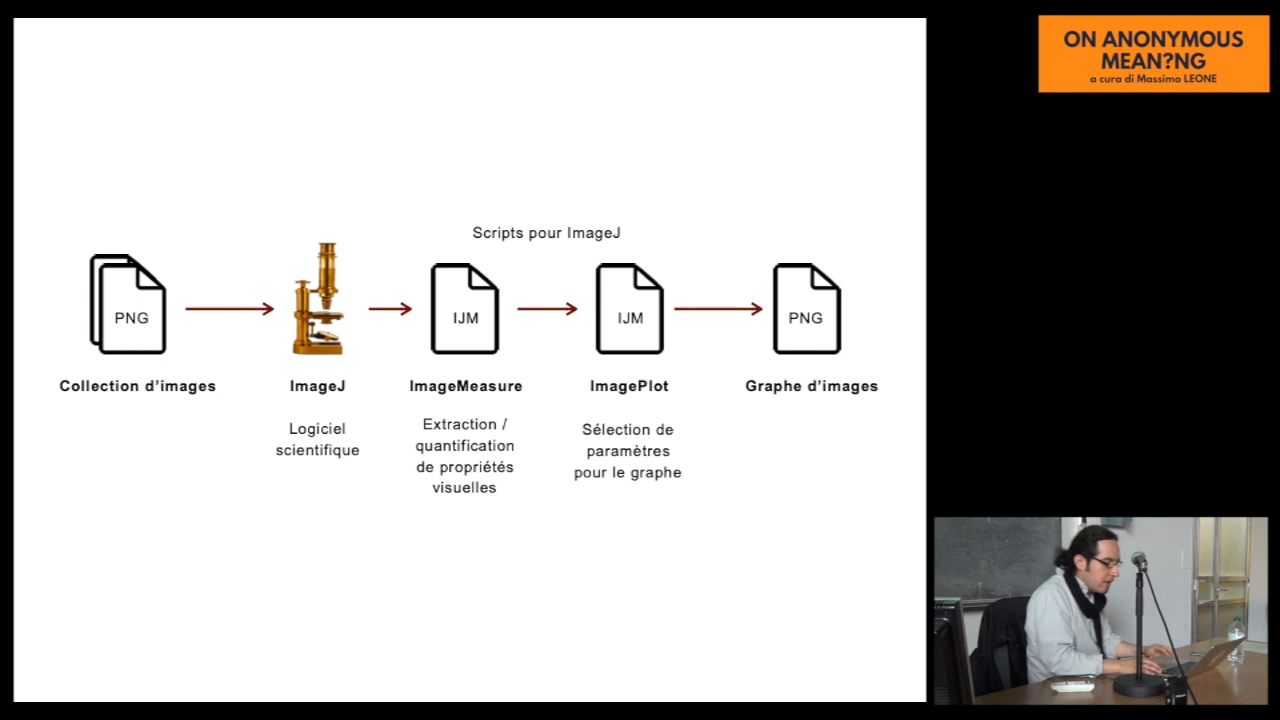 ON ANONYMOUS
MEAN?NG
a cura di Massimo LEONE
Scripts pour ImageJ
PNG
IJM
IJM
PNG
Collection d'images
ImageJ
ImageMeasure
ImagePlot
Graphe d'images
Logiciel
scientifique
Extraction /
quantification
de propriétés
visuelles
Sélection de
paramètres
pour le graphe